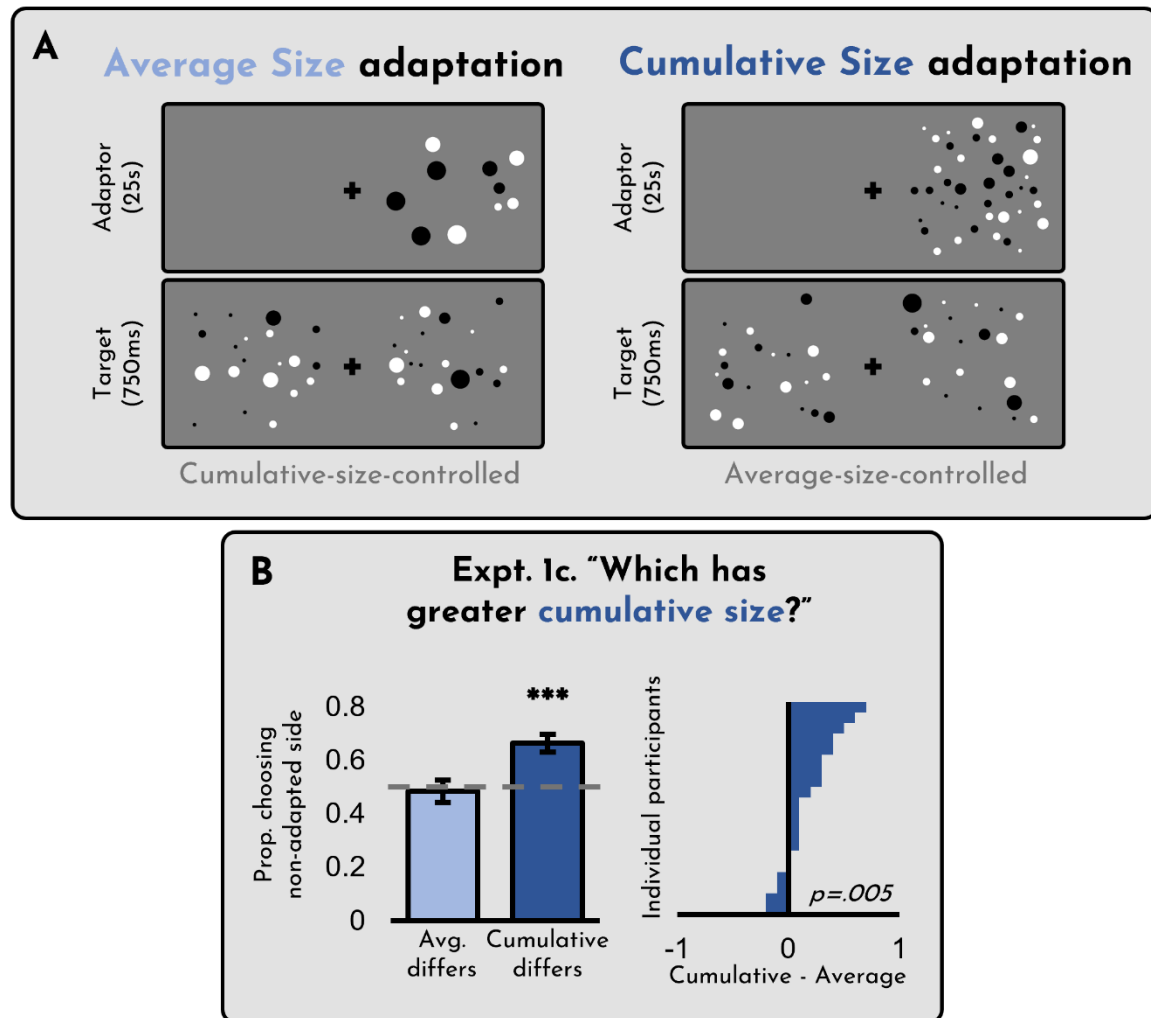 A
Average Size adaptation
Adaptor
(25s)
Target
(750ms)
Cumulative-size-controlled
Cumulative Size adaptation
Adaptor
(25s)
Target
(750ms)
Average-size-controlled
B
Expt. 1c. “Which has
greater cumulative size?”
Prop. choosing
non-adapted side
0.8
0.6
0.4
0.2
0
***
Avg.
differs
Cumulative
differs
Individual participants
p=.005
-1 0 1
Cumulative - Average